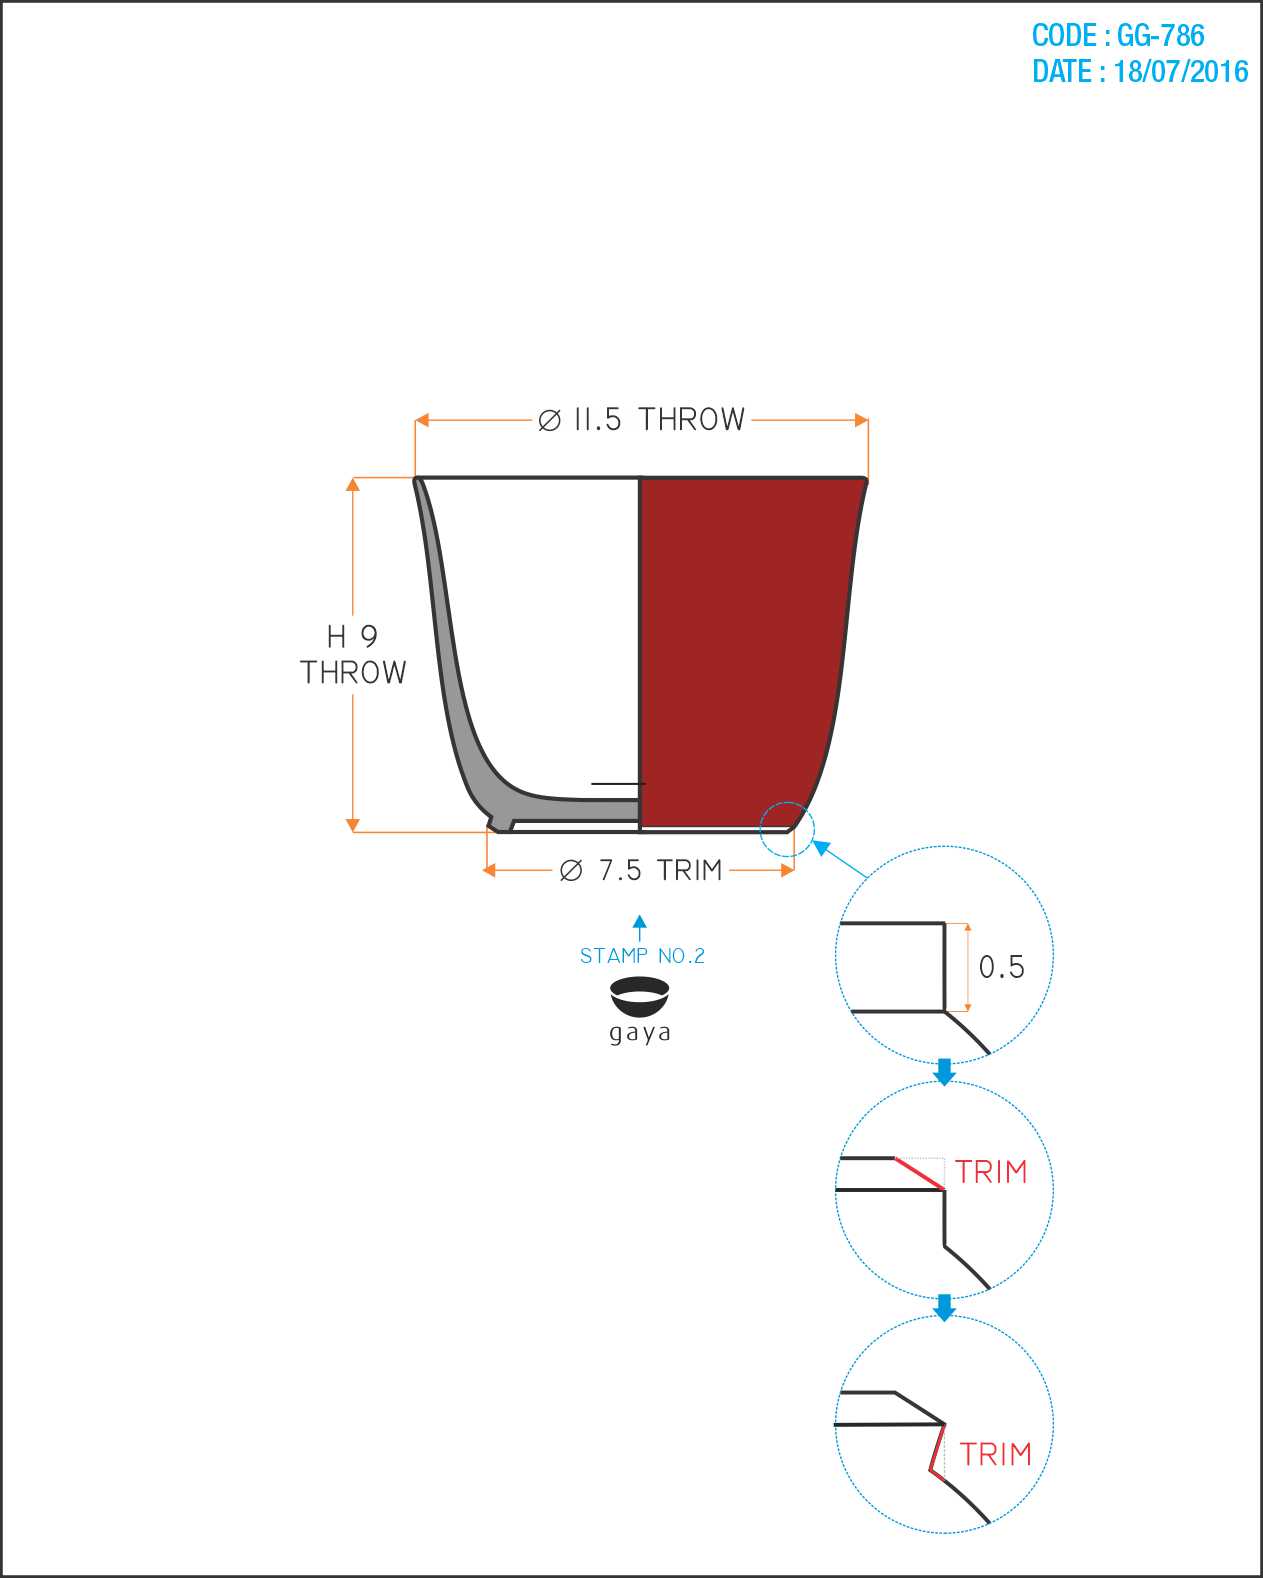 CODE : GG-786
DATE : 18/07/2016
Ø 11.5 THROW
H 9
THROW
Ø 7.5 TRIM
STAMP NO.2
gaya
0.5
TRIM
TRIM